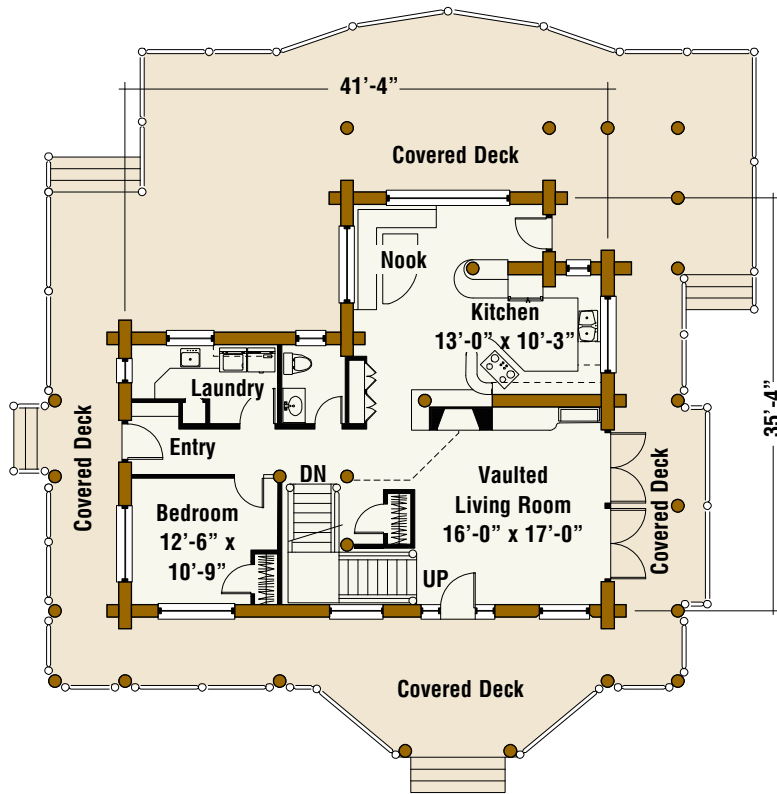 41’-4”
Covered Deck
Nook
Kitchen
13’-0” x 10’-3”
Laundry
35’-4”
Entry
Covered Deck
DN
Vaulted
Living Room
16’-0” x 17’-0”
Covered Deck
Bedroom
12’-6” x
10’-9”
UP
Covered Deck